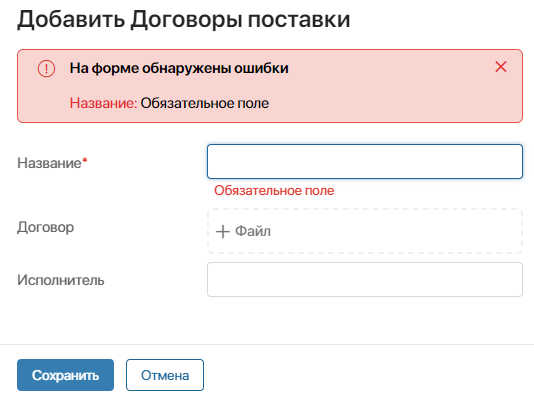 Добавить Договоры поставки
На форме обнаружены ошибки
Название: Обязательное поле
Название*
Обязательное поле
Договор
+ Файл
Исполнитель
Сохранить Отмена